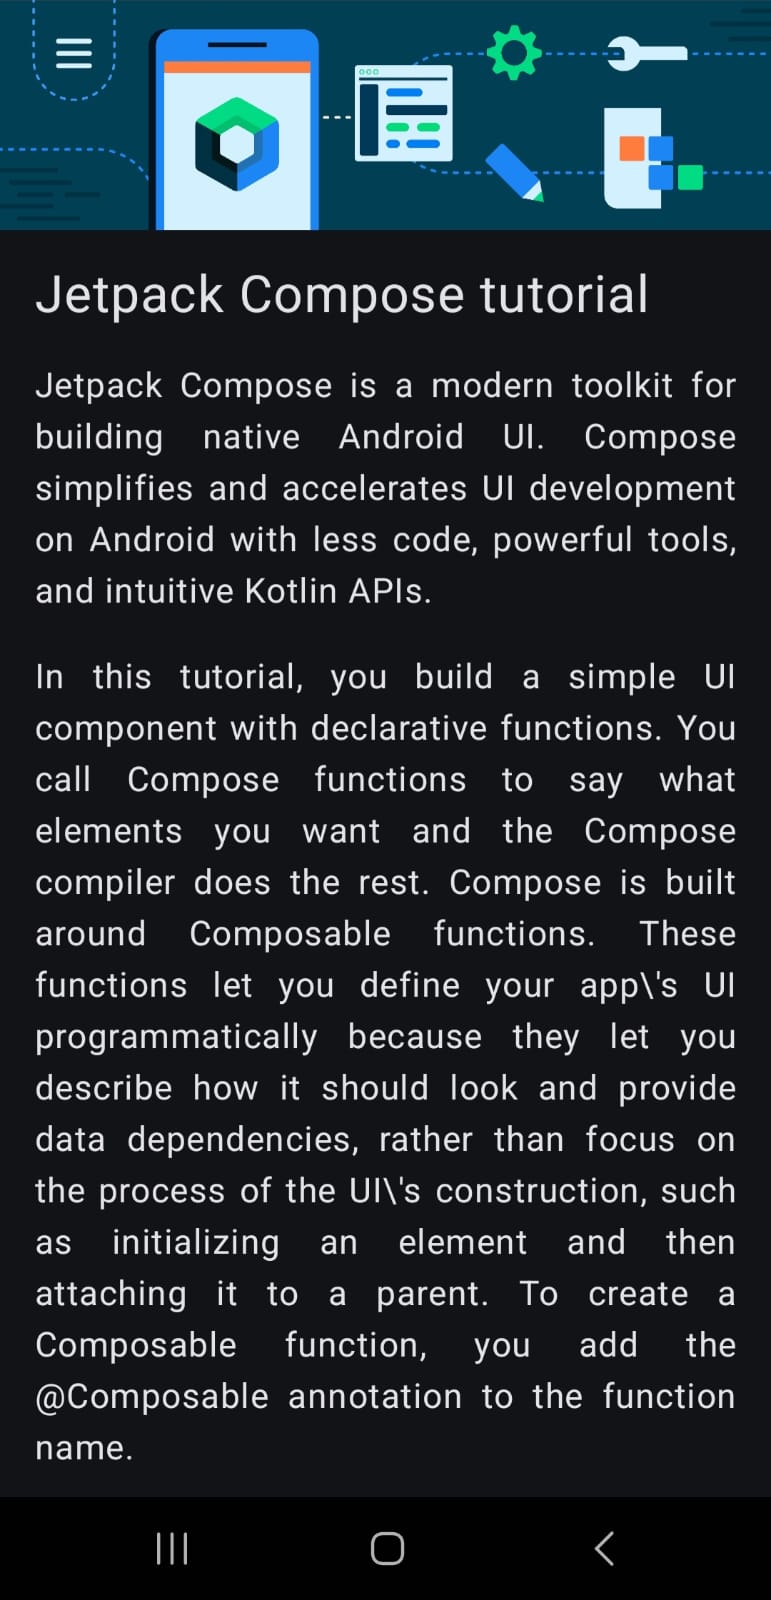 Jetpack Compose tutorial
Jetpack Compose is a modern toolkit for
building native Android UI. Compose
simplifies and accelerates UI development
on Android with less code, powerful tools,
and intuitive Kotlin APIs.
In this tutorial, you build a simple UI
component with declarative functions. You
call Compose functions to say what
elements you want and the Compose
compiler does the rest. Compose is built
around Composable functions. These
functions let you define your app\'s UI
programmatically because they let you
describe how it should look and provide
data dependencies, rather than focus on
the process of the UI\'s construction, such
as initializing an element and then
attaching it to a parent. To create a
Composable function, you add the
@Composable annotation to the function
name.